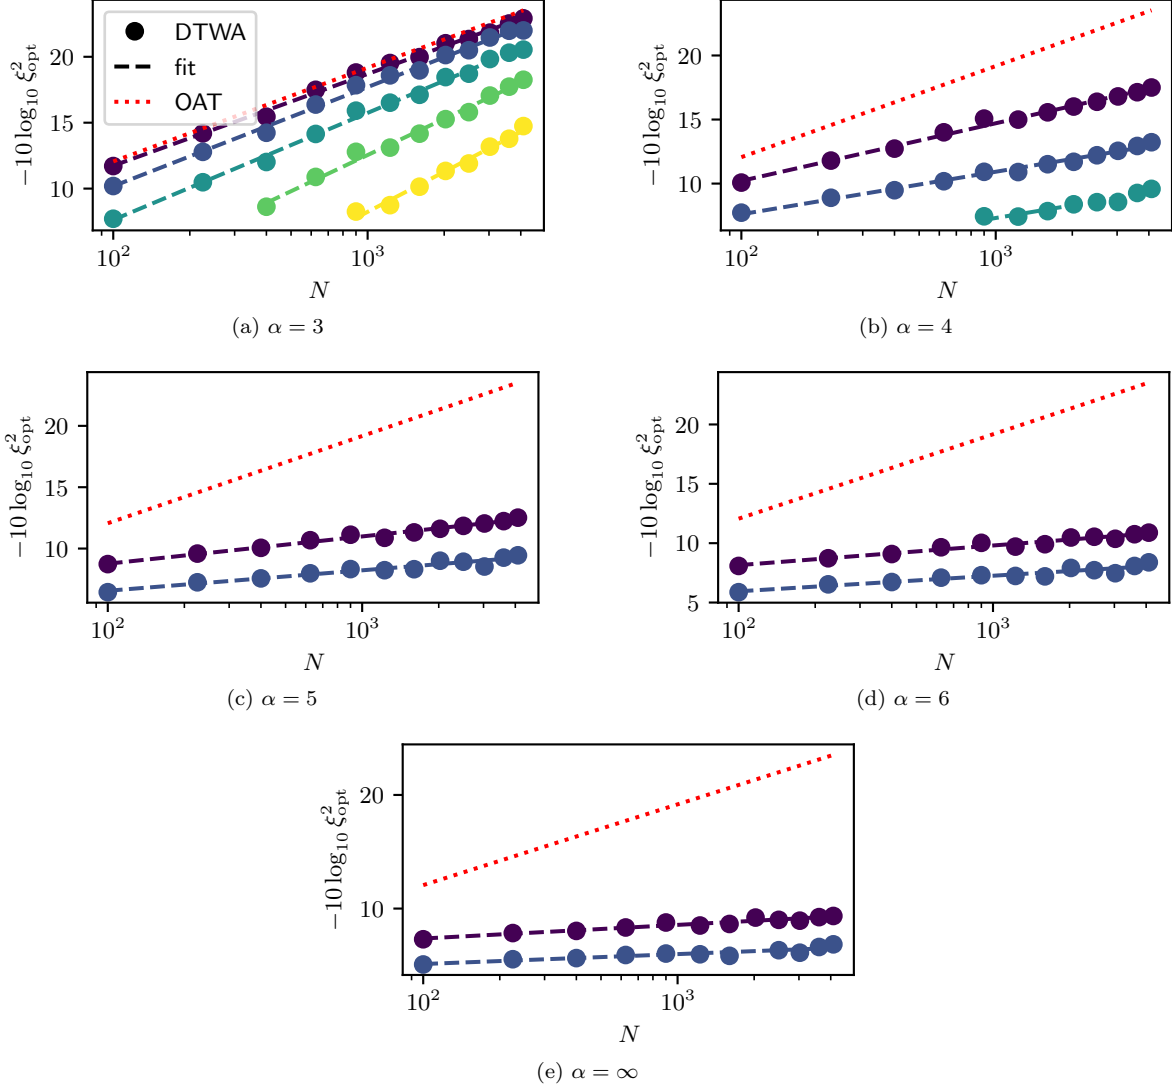 DTWA
fit
OAT
−10 log₁₀ ξ²opt
20
15
10
10²
10³
N
(a) α = 3
−10 log₁₀ ξ²opt
20
15
10
10²
10³
N
(b) α = 4
−10 log₁₀ ξ²opt
20
15
10
10²
10³
N
(c) α = 5
−10 log₁₀ ξ²opt
20
15
10
5
10²
10³
N
(d) α = 6
−10 log₁₀ ξ²opt
20
10
10²
10³
N
(e) α = ∞